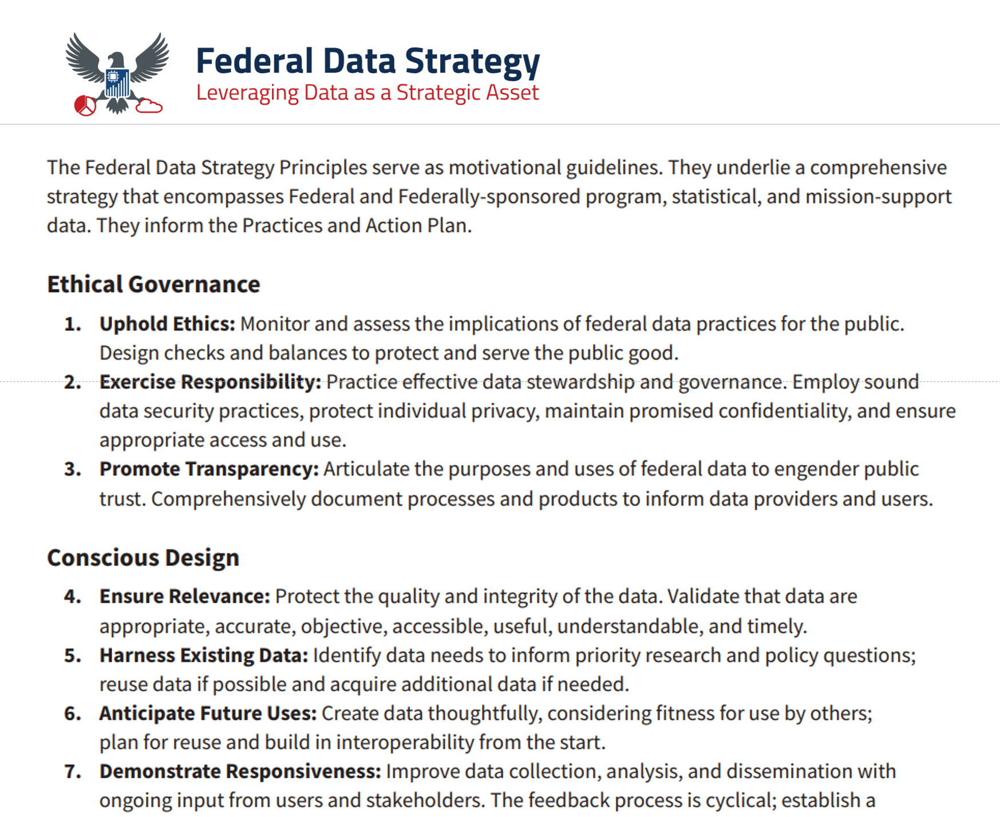 Federal Data Strategy
Leveraging Data as a Strategic Asset
The Federal Data Strategy Principles serve as motivational guidelines. They underlie a comprehensive
strategy that encompasses Federal and Federally-sponsored program, statistical, and mission-support
data. They inform the Practices and Action Plan.
Ethical Governance
1. Uphold Ethics: Monitor and assess the implications of federal data practices for the public.
Design checks and balances to protect and serve the public good.
2. Exercise Responsibility: Practice effective data stewardship and governance. Employ sound
data security practices, protect individual privacy, maintain promised confidentiality, and ensure
appropriate access and use.
3. Promote Transparency: Articulate the purposes and uses of federal data to engender public
trust. Comprehensively document processes and products to inform data providers and users.
Conscious Design
4. Ensure Relevance: Protect the quality and integrity of the data. Validate that data are
appropriate, accurate, objective, accessible, useful, understandable, and timely.
5. Harness Existing Data: Identify data needs to inform priority research and policy questions;
reuse data if possible and acquire additional data if needed.
6. Anticipate Future Uses: Create data thoughtfully, considering fitness for use by others;
plan for reuse and build in interoperability from the start.
7. Demonstrate Responsiveness: Improve data collection, analysis, and dissemination with
ongoing input from users and stakeholders. The feedback process is cyclical; establish a